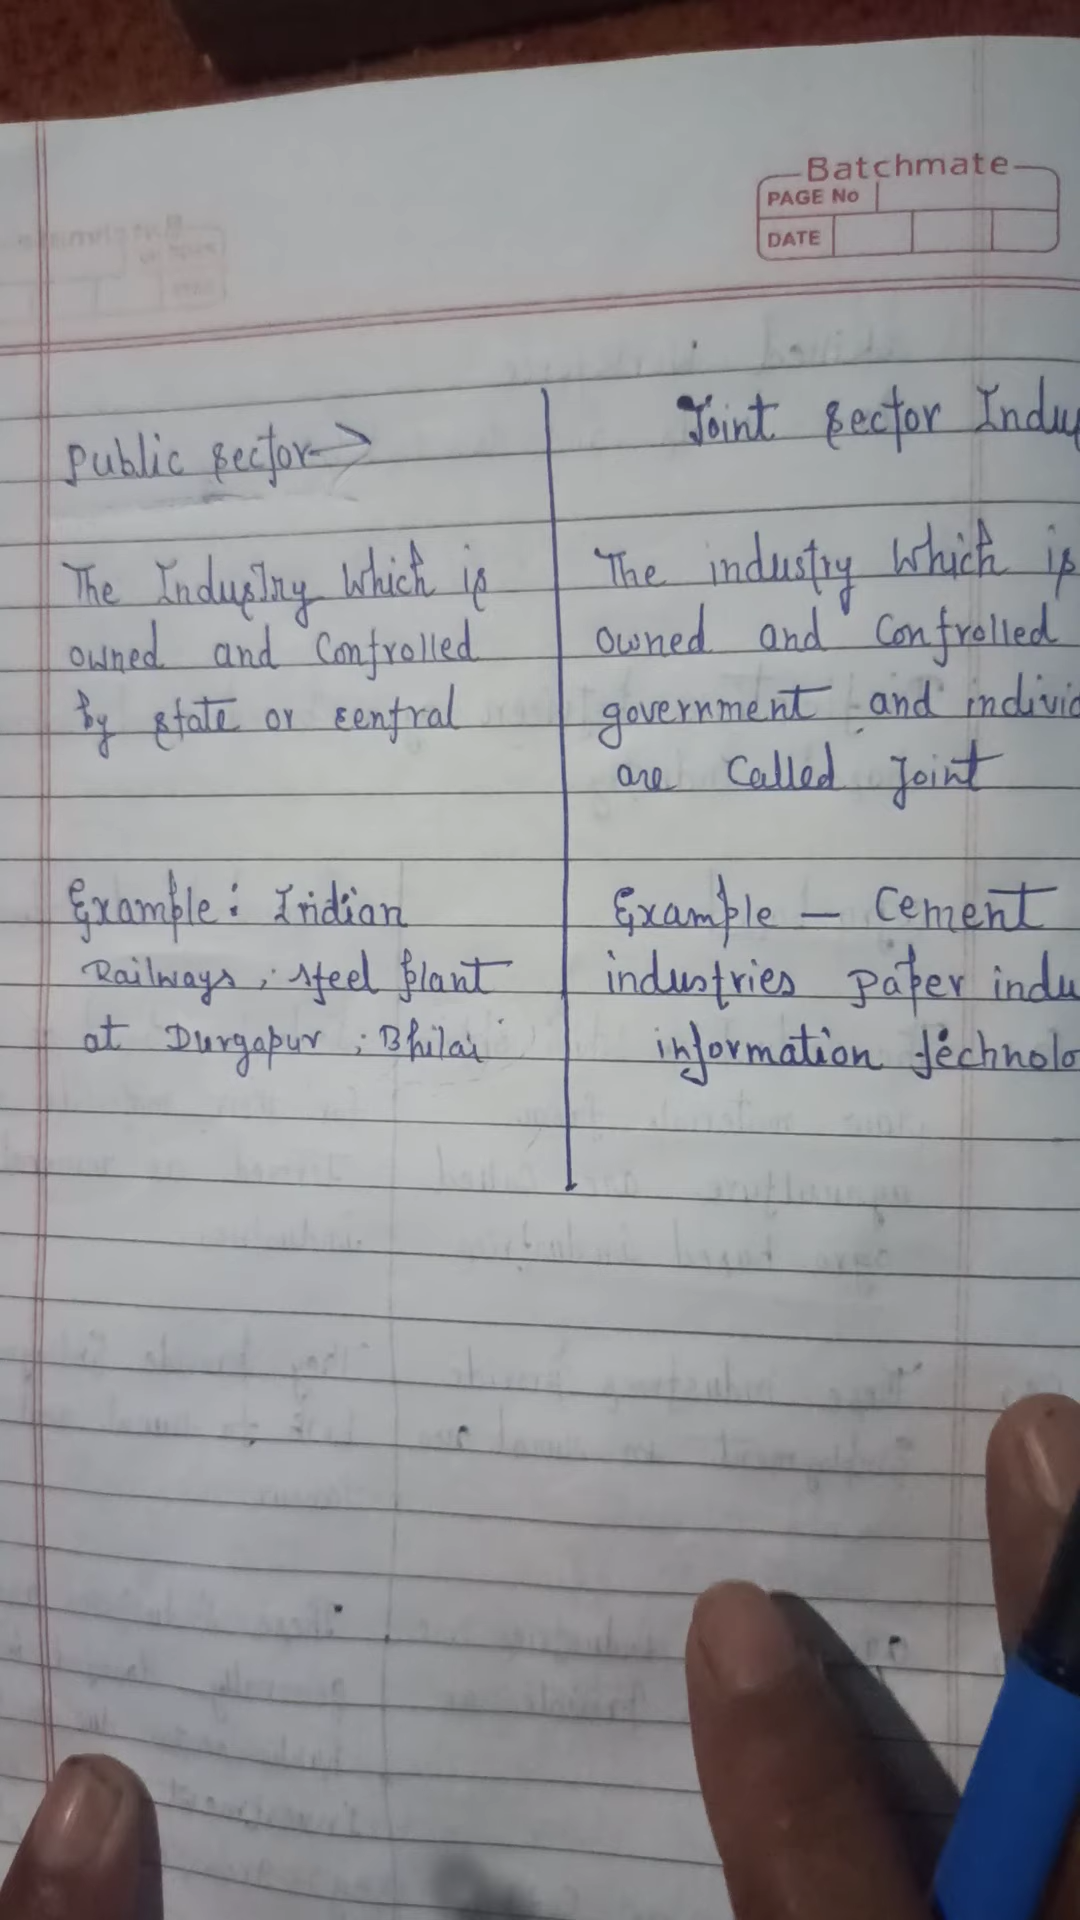 Batchmate
PAGE No
DATE
Public sector →
The Industry which is
owned and controlled
by state or central
Example: Indian
Railways, steel plant
at Durgapur, Bhilai
Joint sector Indu
The industry which is
owned and controlled
government and individ
are called joint
Example — Cement
industries paper indu
information technolo